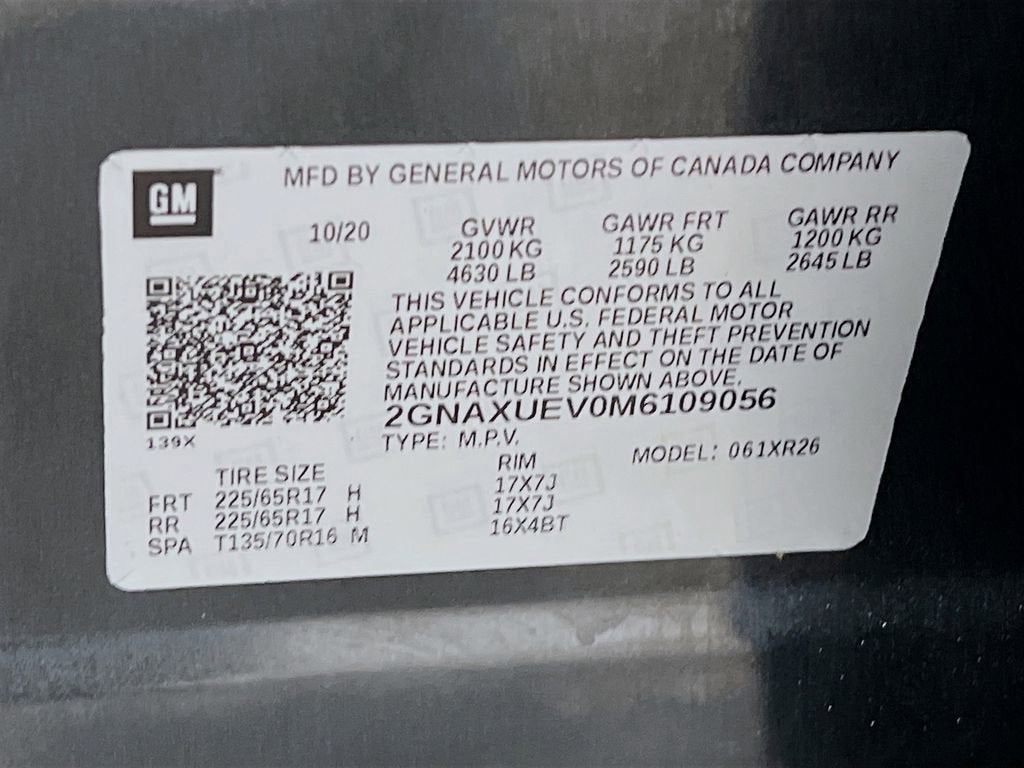 GM
MFD BY GENERAL MOTORS OF CANADA COMPANY
10/20 GVWR GAWR FRT GAWR RR
2100 KG 1175 KG 1200 KG
4630 LB 2590 LB 2645 LB
THIS VEHICLE CONFORMS TO ALL
APPLICABLE U.S. FEDERAL MOTOR
VEHICLE SAFETY AND THEFT PREVENTION
STANDARDS IN EFFECT ON THE DATE OF
MANUFACTURE SHOWN ABOVE.
2GNAXUEV0M6109056
139X
TYPE: M.P.V. MODEL: 061XR26
TIRE SIZE RIM
FRT 225/65R17 H 17X7J
RR 225/65R17 H 17X7J
SPA T135/70R16 M 16X4BT